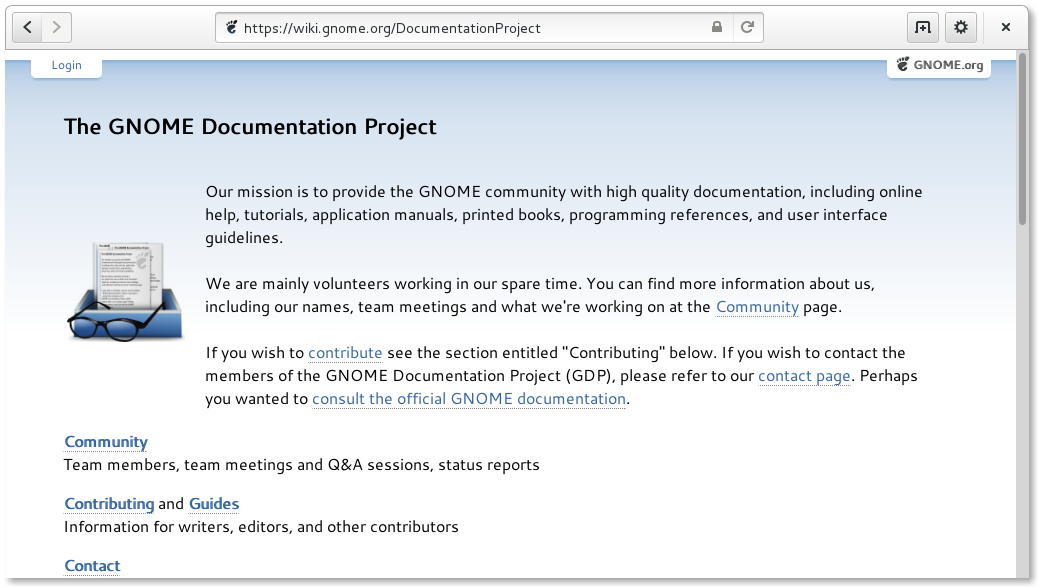 https://wiki.gnome.org/DocumentationProject
Login
GNOME.org
The GNOME Documentation Project
Our mission is to provide the GNOME community with high quality documentation, including online
help, tutorials, application manuals, printed books, programming references, and user interface
guidelines.
We are mainly volunteers working in our spare time. You can find more information about us,
including our names, team meetings and what we're working on at the Community page.
If you wish to contribute see the section entitled "Contributing" below. If you wish to contact the
members of the GNOME Documentation Project (GDP), please refer to our contact page. Perhaps
you wanted to consult the official GNOME documentation.
Community
Team members, team meetings and Q&A sessions, status reports
Contributing and Guides
Information for writers, editors, and other contributors
Contact